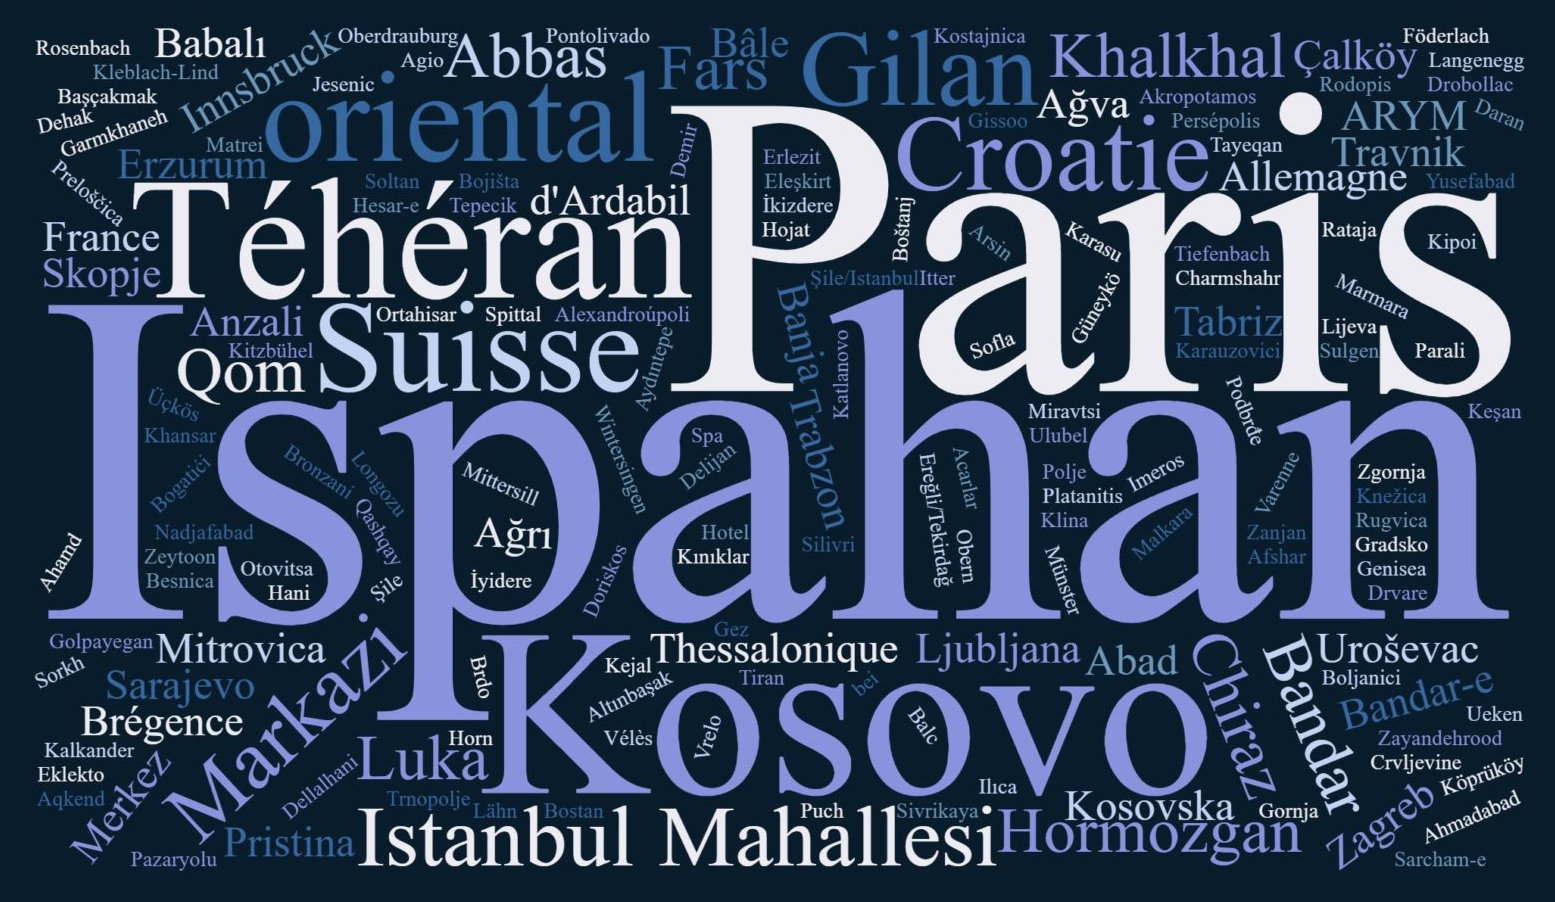 Rosenbach
Babalı
Innsbruck
Oberdrauburg
Pontolivado
Bâle
Kostajnica
Föderlach
Kleblach-Lind
Agio
Abbas
Fars
Gilan
Khalkhal
Çalköy
Langenegg
Jesenic
Rodopis
Drobollac
Başçakmak
oriental
Ağva
Akropotamos
ARYM
Daran
Dehak
Garmkhaneh
Matrei
Gissoo
Persépolis
Croatie
Tayeqan
Travnik
Erzurum
Demir
Paris
Erlezit
Allemagne
Yusefabad
Preloščica
Soltan
Bojišta
Eleşkirt
Téhéran
Hesar-e
Tepecik
d'Ardabil
İkizdere
Hojat
Boštanj
Arsin
Karasu
Rataja
Kipoi
France
Skopje
Tiefenbach
Şile/Istanbul
Itter
Charmshahr
Marmara
Güneykö
Ispahan
Anzali
Suisse
Ortahisar
Spittal
Alexandroúpoli
Banja
Tabriz
Lijeva
Kitzbühel
Sofla
Karauzovici
Sulgen
Parali
Qom
Aydıntepe
Katlanovo
Trabzon
Podbrđe
Üçkös
Miravtsi
Keşan
Khansar
Wintersingen
Spa
Ulubel
Bogatići
Bronzani
Longozu
Mittersill
Delijan
Ereğli/Tekirdağ
Acarlar
Polje
Imeros
Varenne
Zgornja
Platanitis
Knežica
Qashqay
Ağrı
Klina
Malkara
Rugvica
Nadjafabad
Hotel
Silivri
Obern
Zanjan
Gradsko
Ahamd
Zeytoon
Otovitsa
Kınıklar
Münster
Afshar
Genisea
Besnica
Hani
Şile
İyidere
Doriskos
Drvare
Golpayegan
Mitrovica
Markazi
Gez
Thessalonique
Ljubljana
Abad
Chiraz
Bandar
Uroševac
Sorkh
Brdo
Kosovo
Kejal
Tiran
bei
Boljanici
Sarajevo
Altınbaşak
Bandar-e
Brégence
Vrelo
Balc
Ueken
Kalkander
Luka
Horn
Vélès
Zayandehrood
Eklekto
Merkez
Dellalhani
Crvljevine
Aqkend
Ilıca
Köprüköy
Trnopolje
Lähn
Bostan
Puch
Sivrikaya
Kosovska
Gornja
Zagreb
Ahmadabad
Pazaryolu
Pristina
Istanbul
Mahallesi
Hormozgan
Sarcham-e